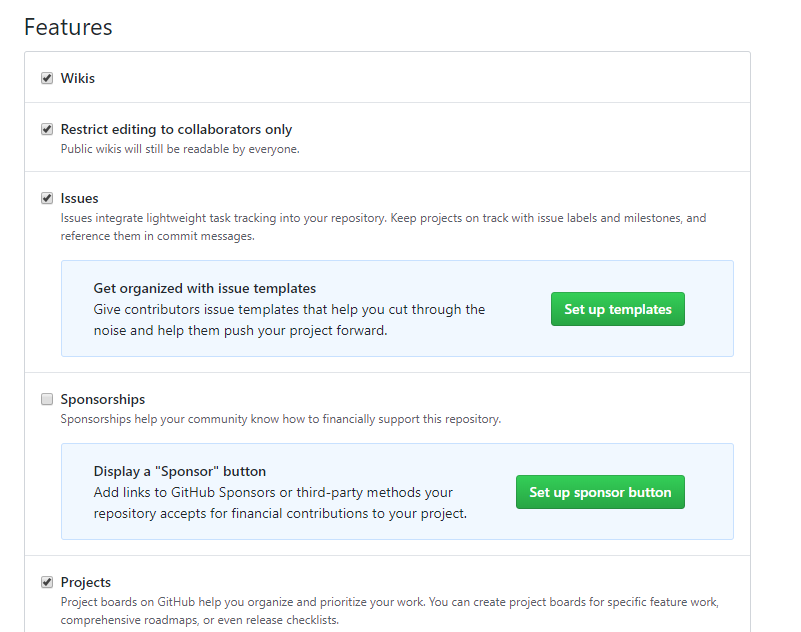 Features
Wikis
Restrict editing to collaborators only
Public wikis will still be readable by everyone.
Issues
Issues integrate lightweight task tracking into your repository. Keep projects on track with issue labels and milestones, and
reference them in commit messages.
Get organized with issue templates
Give contributors issue templates that help you cut through the
noise and help them push your project forward.
Set up templates
Sponsorships
Sponsorships help your community know how to financially support this repository.
Display a "Sponsor" button
Add links to GitHub Sponsors or third-party methods your
repository accepts for financial contributions to your project.
Set up sponsor button
Projects
Project boards on GitHub help you organize and prioritize your work. You can create project boards for specific feature work,
comprehensive roadmaps, or even release checklists.